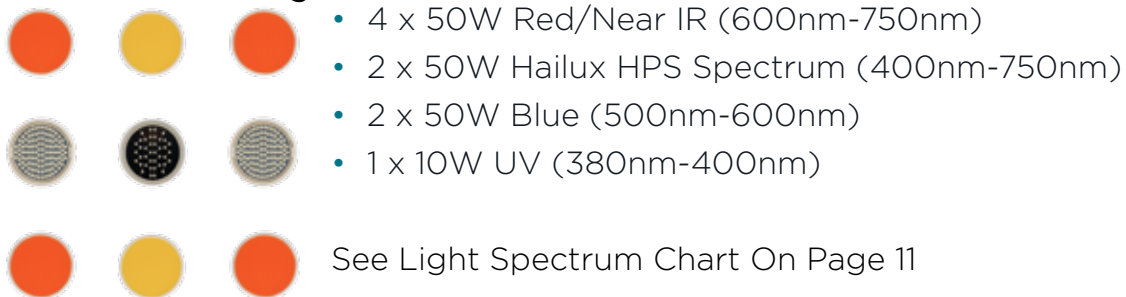 • 4 x 50W Red/Near IR (600nm-750nm)
• 2 x 50W Hailux HPS Spectrum (400nm-750nm)
• 2 x 50W Blue (500nm-600nm)
• 1 x 10W UV (380nm-400nm)
See Light Spectrum Chart On Page 11